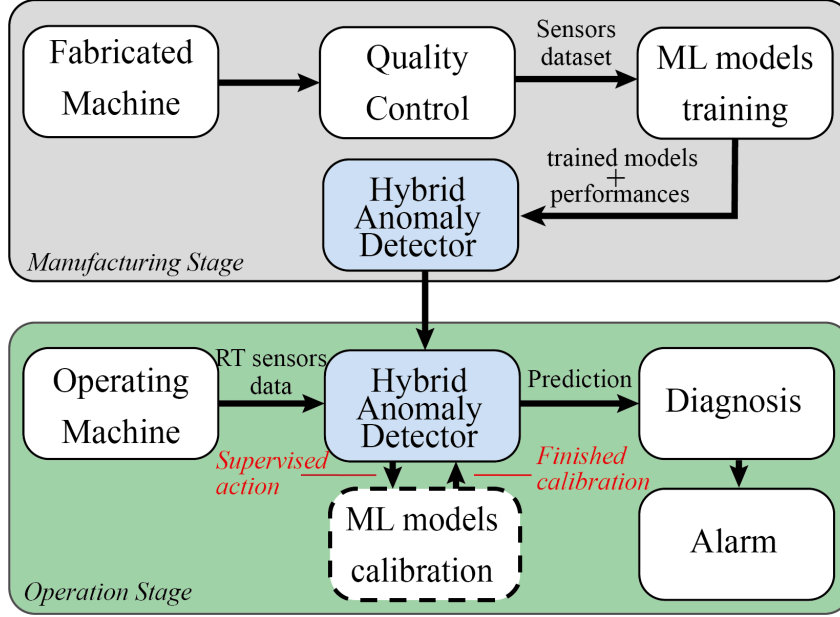 Fabricated
Machine
Quality
Control
Sensors
dataset
ML models
training
trained models
+
performances
Hybrid
Anomaly
Detector
Manufacturing Stage
Operating
Machine
RT sensors
data
Hybrid
Anomaly
Detector
Prediction
Diagnosis
Supervised
action
Finished
calibration
ML models
calibration
Alarm
Operation Stage